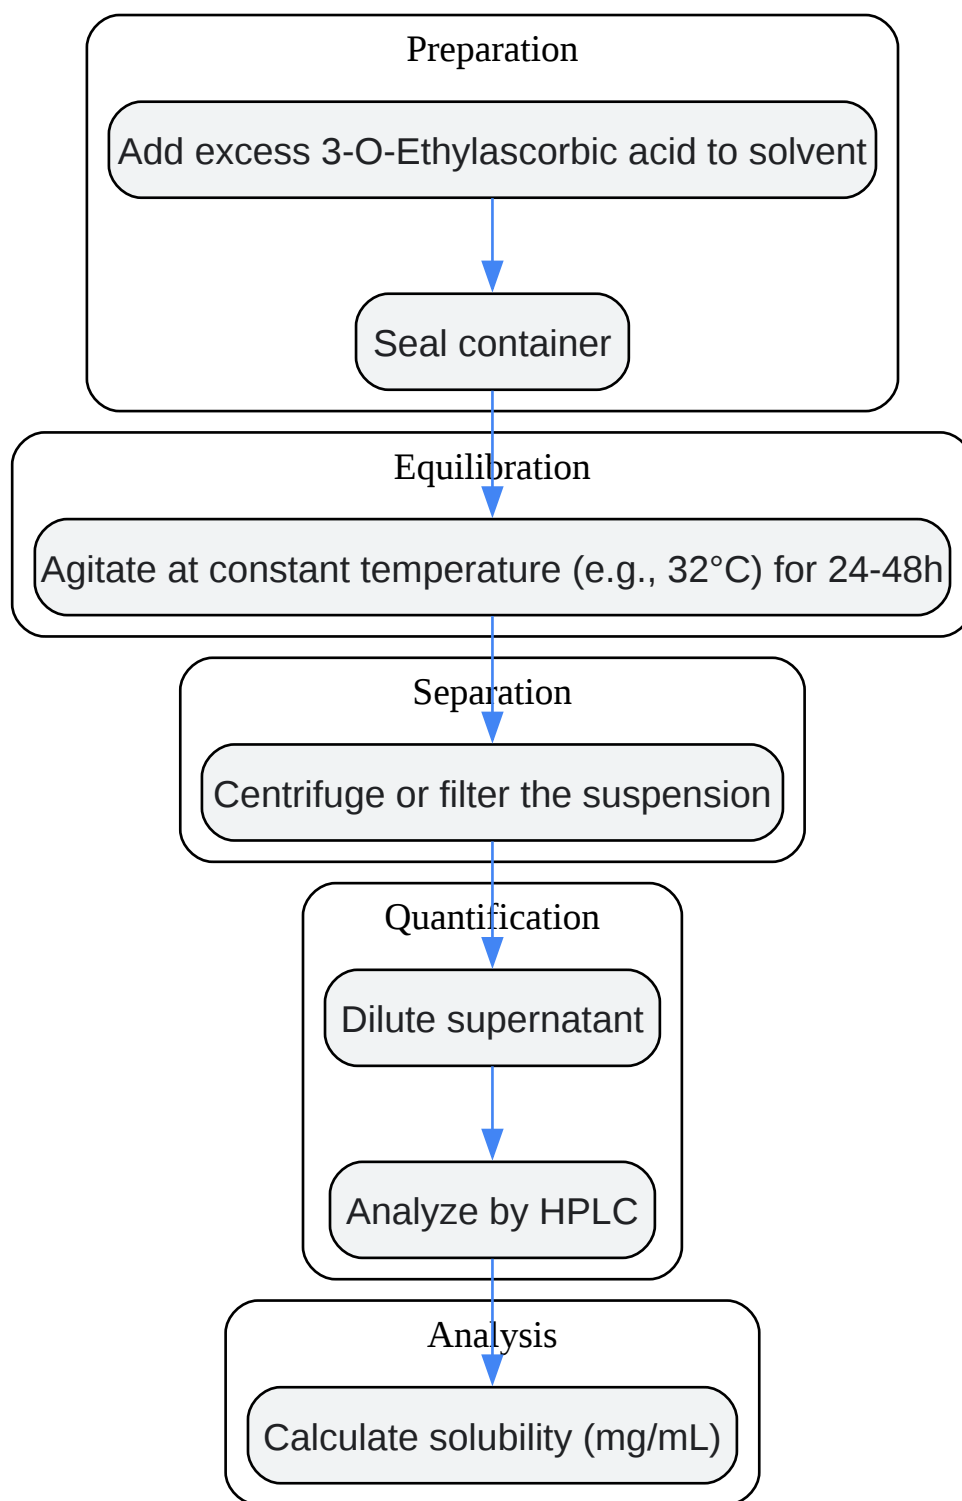 Preparation
Add excess 3-O-Ethylascorbic acid to solvent
Seal container
Equilibration
Agitate at constant temperature (e.g., 32°C) for 24-48h
Separation
Centrifuge or filter the suspension
Quantification
Dilute supernatant
Analyze by HPLC
Analysis
Calculate solubility (mg/mL)